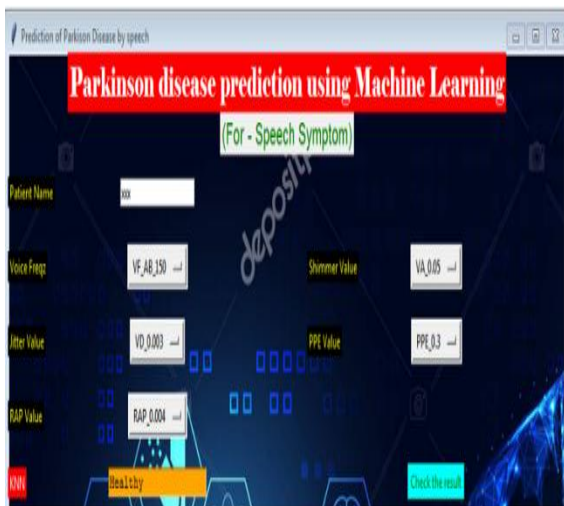 Prediction of Parkison Disease by speech
Parkinson disease prediction using Machine Learning
(For - Speech Symptom)
Patient Name xxx
Voice Freqz VF_AB_150 Shimmer Value VA_0.05
Jitter Value VD_0.003 PPE Value PPE_0.3
RAP Value RAP_0.004
KNN Healthy Check the result